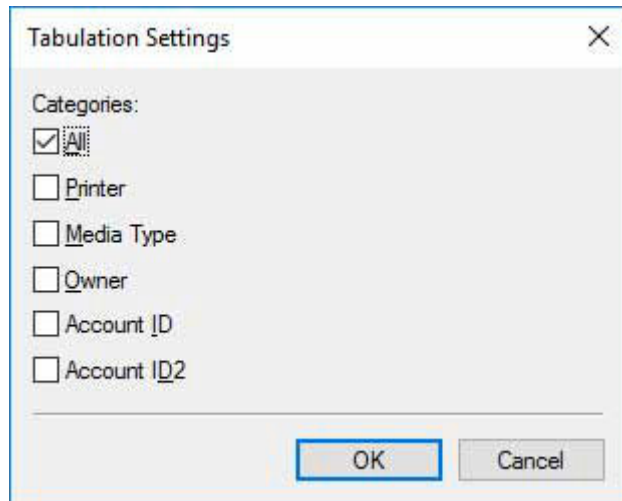 Tabulation Settings
Categories:
All
Printer
Media Type
Owner
Account ID
Account ID2
OK Cancel